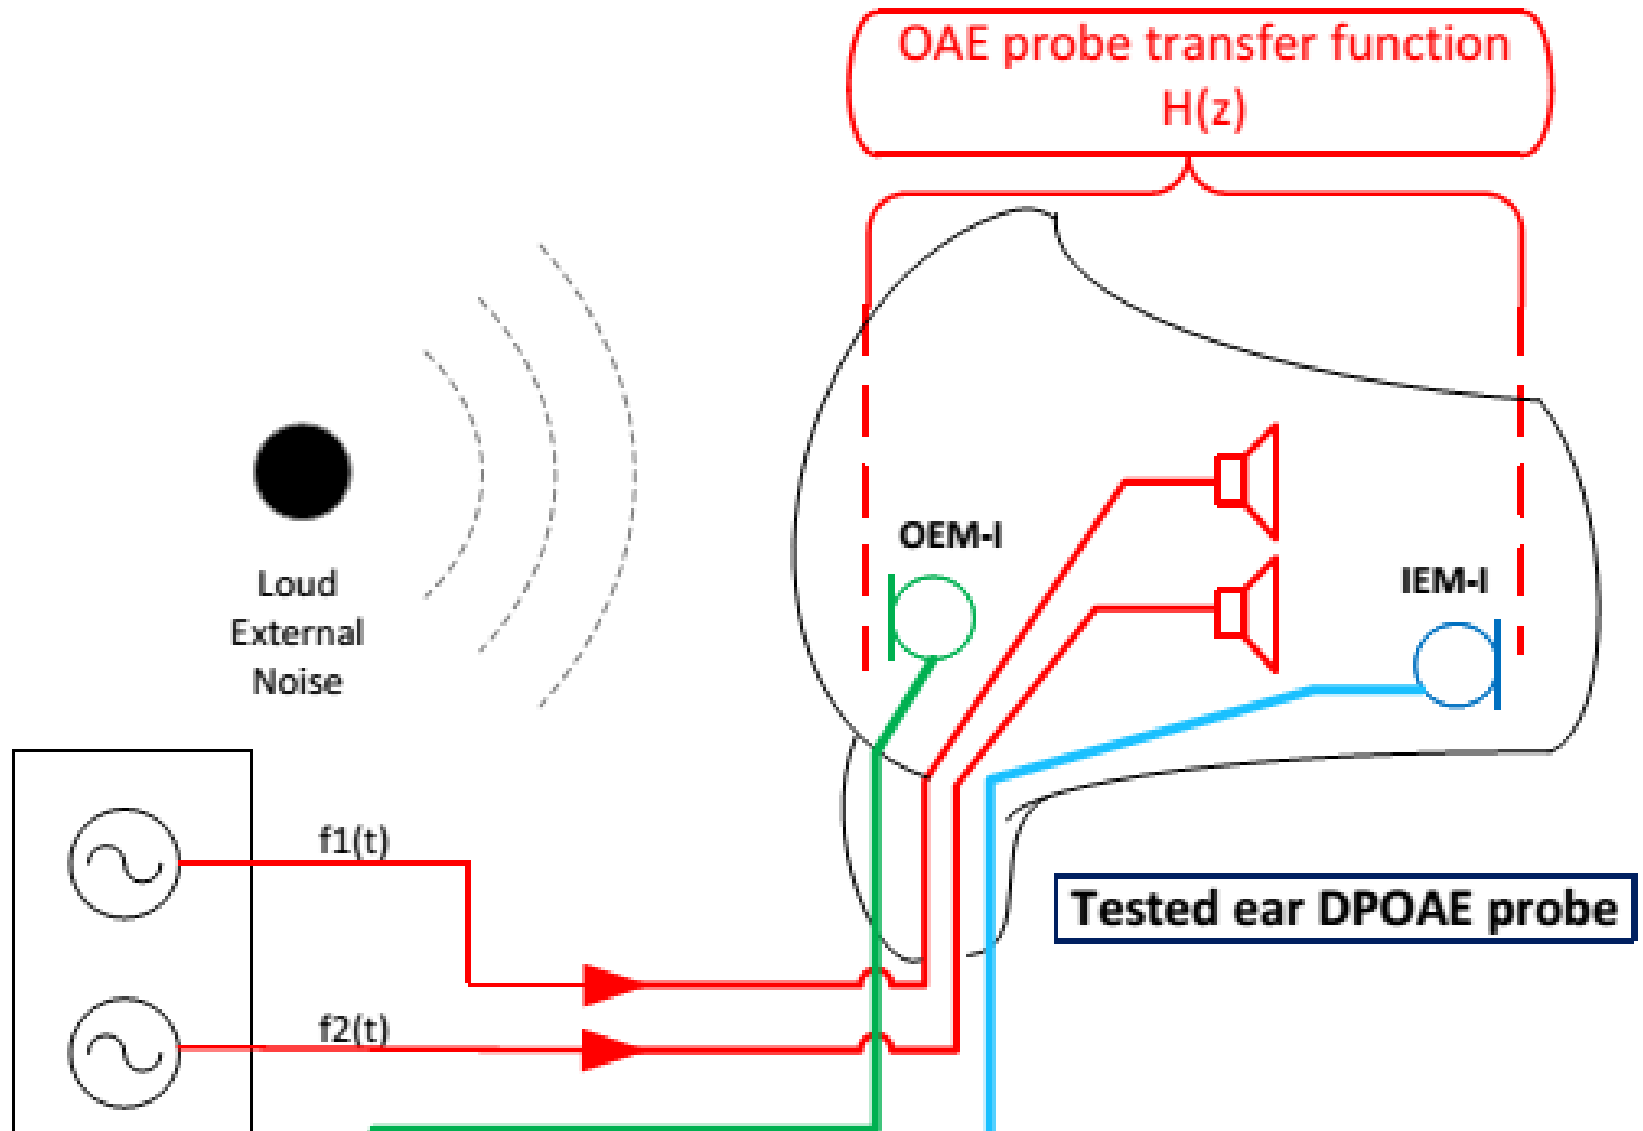 OAE probe transfer function
H(z)
OEM-I
IEM-I
Loud
External
Noise
f1(t)
Tested ear DPOAE probe
f2(t)